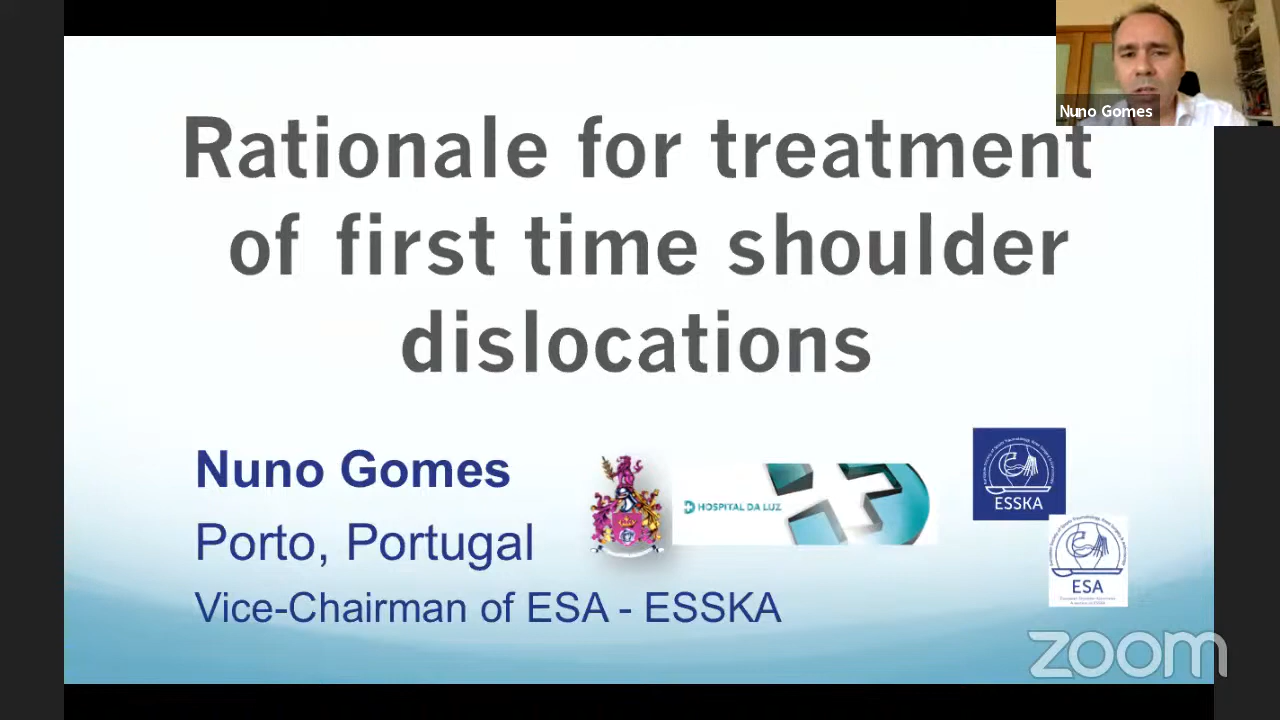 Nuno Gomes
Rationale for treatment
of first time shoulder
dislocations
Nuno Gomes
Porto, Portugal
Vice-Chairman of ESA - ESSKA
HOSPITAL DA LUZ
ESSKA
ESA
zoom